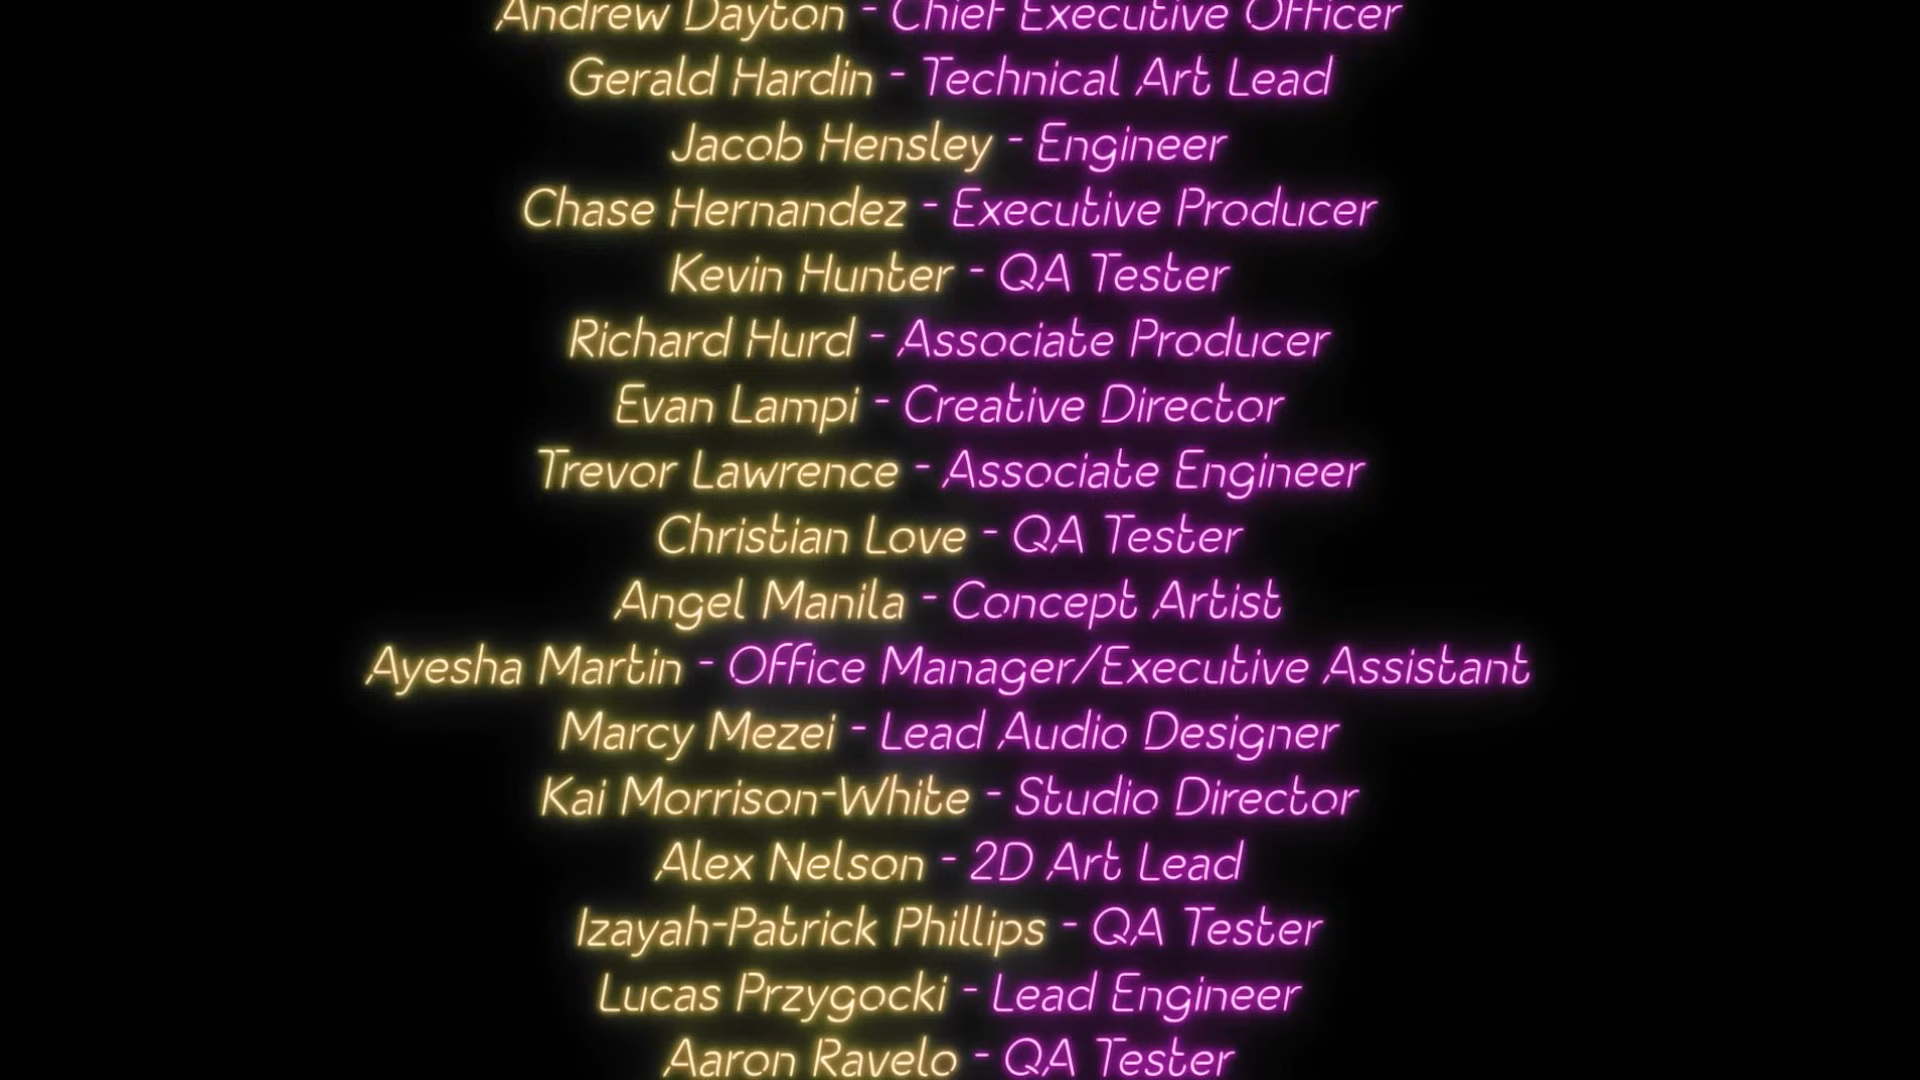 Andrew Dayton - Chief Executive Officer
Gerald Hardin - Technical Art Lead
Jacob Hensley - Engineer
Chase Hernandez - Executive Producer
Kevin Hunter - QA Tester
Richard Hurd - Associate Producer
Evan Lampi - Creative Director
Trevor Lawrence - Associate Engineer
Christian Love - QA Tester
Angel Manila - Concept Artist
Ayesha Martin - Office Manager/Executive Assistant
Marcy Mezei - Lead Audio Designer
Kai Morrison-White - Studio Director
Alex Nelson - 2D Art Lead
Izayah-Patrick Phillips - QA Tester
Lucas Przygocki - Lead Engineer
Aaron Ravelo - QA Tester